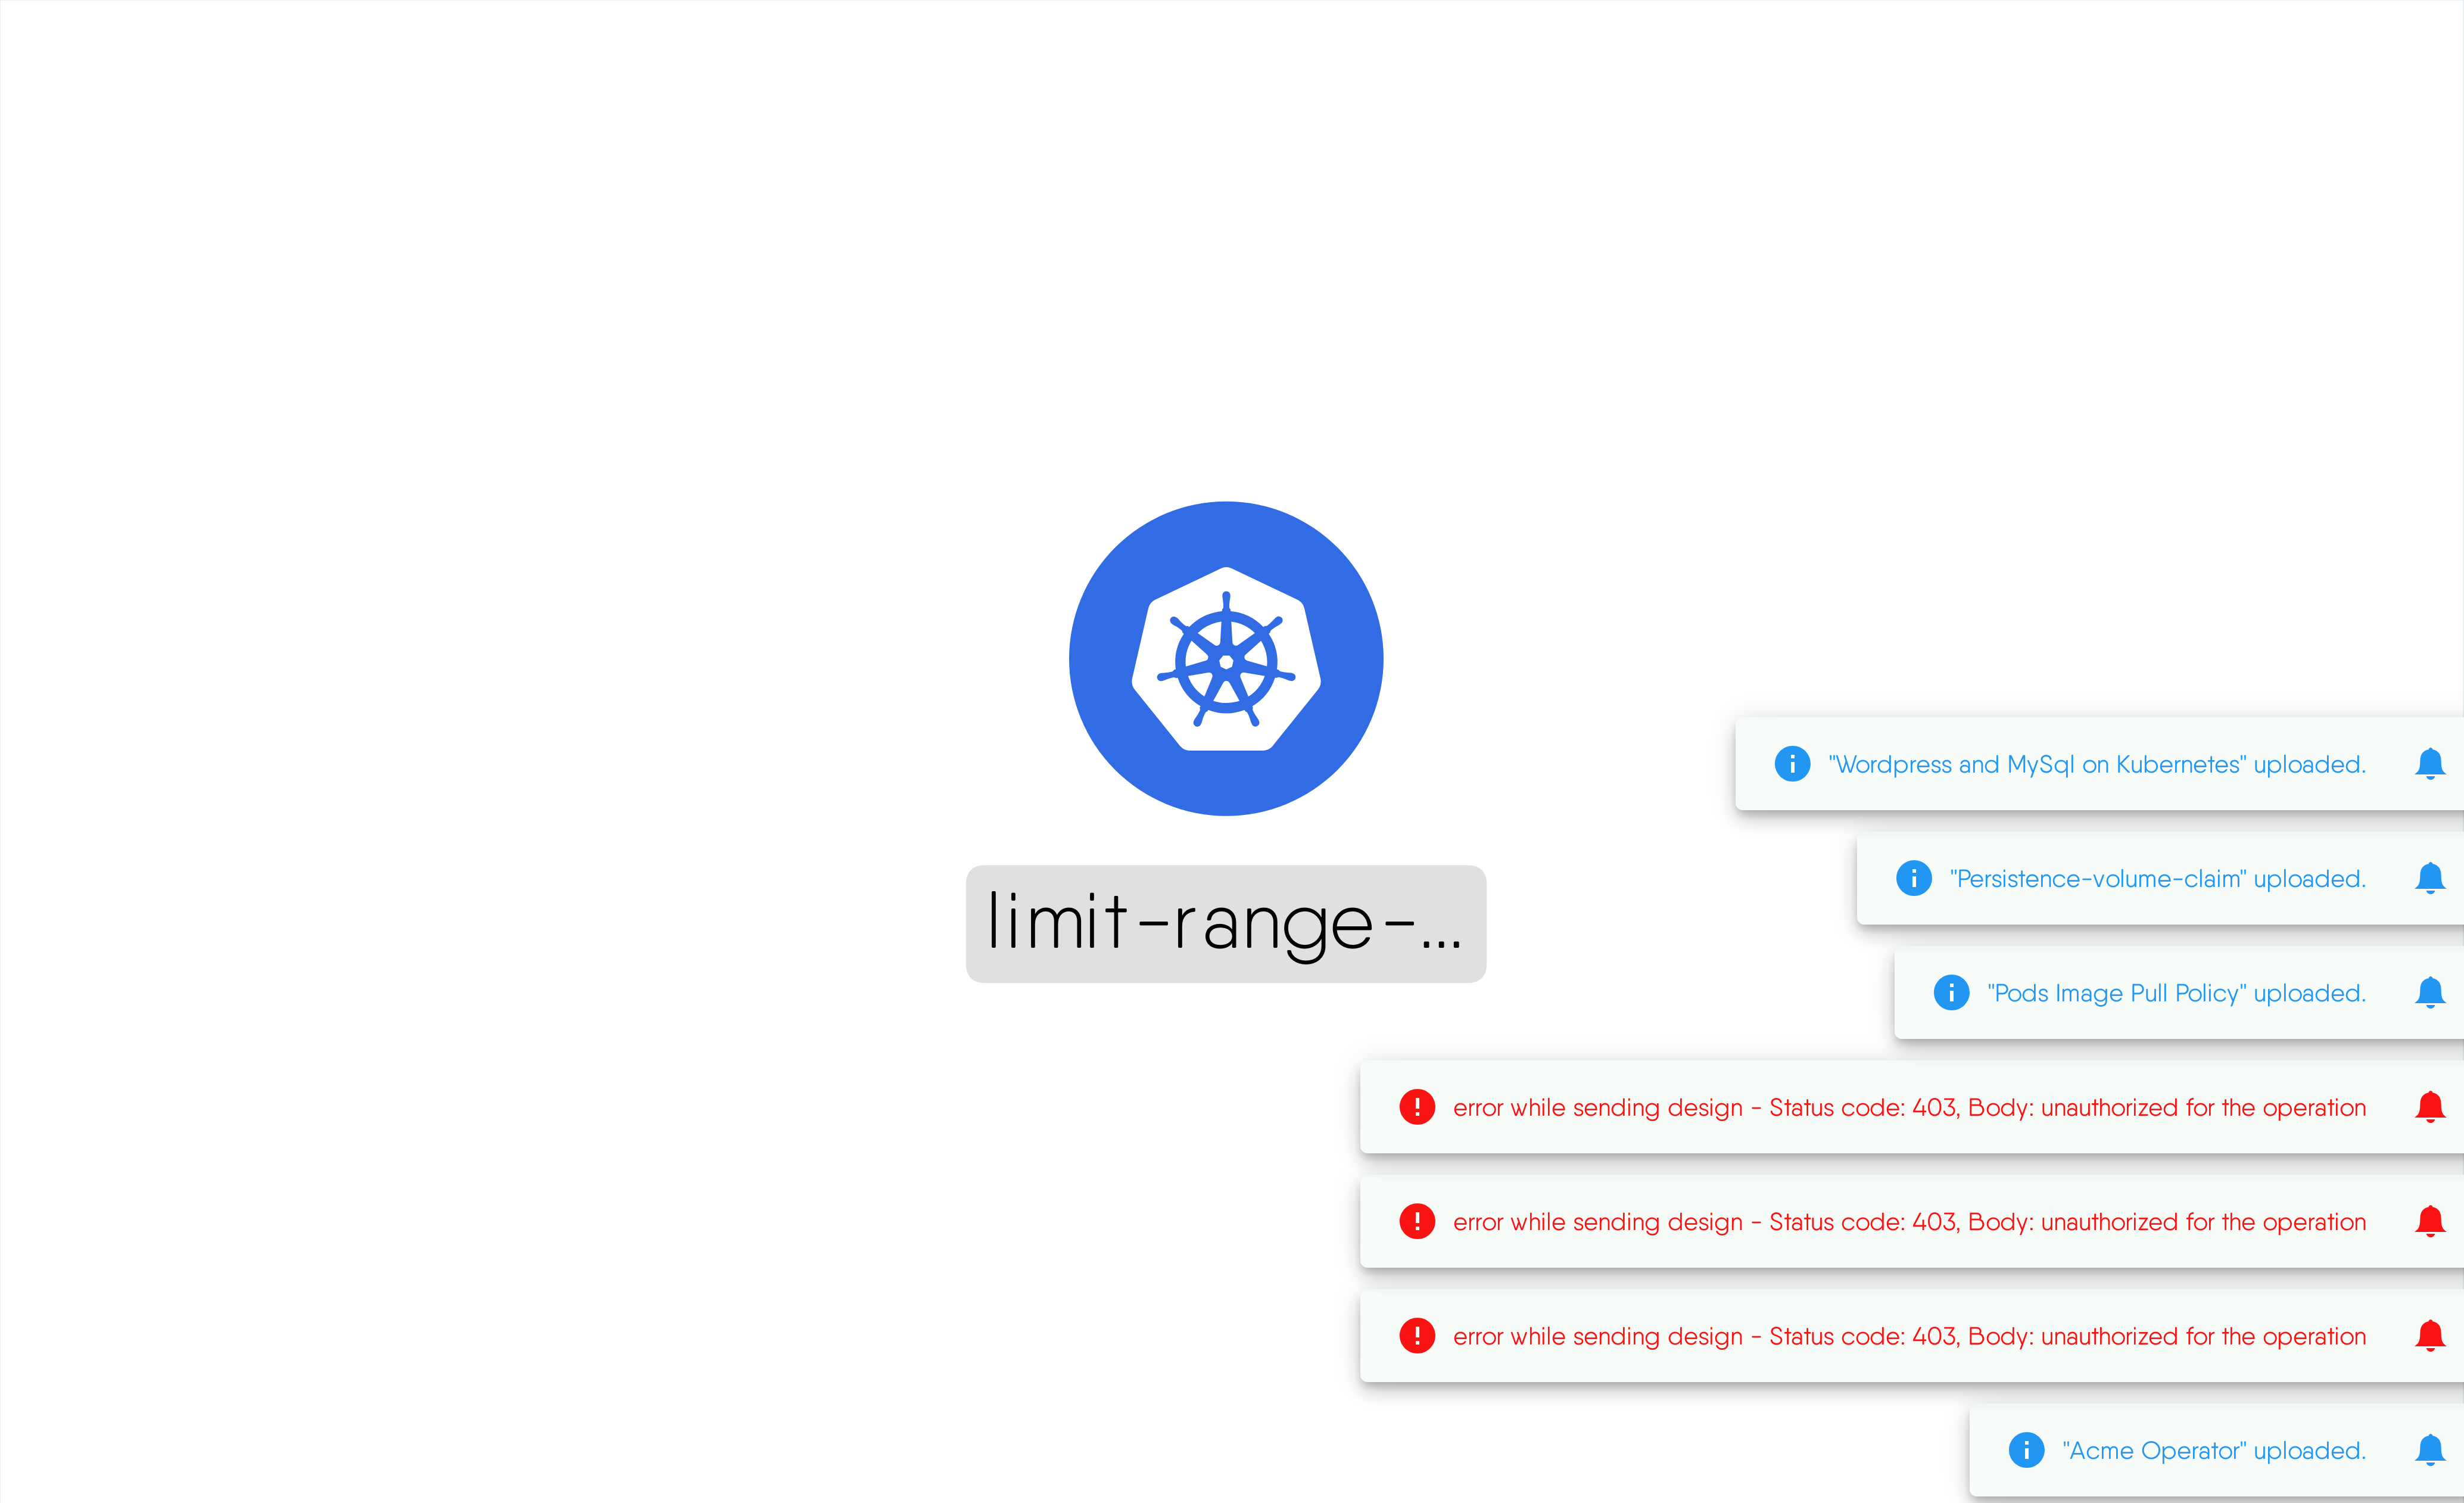 limit-range-...
"Wordpress and MySql on Kubernetes" uploaded.
"Persistence-volume-claim" uploaded.
"Pods Image Pull Policy" uploaded.
error while sending design - Status code: 403, Body: unauthorized for the operation
error while sending design - Status code: 403, Body: unauthorized for the operation
error while sending design - Status code: 403, Body: unauthorized for the operation
"Acme Operator" uploaded.